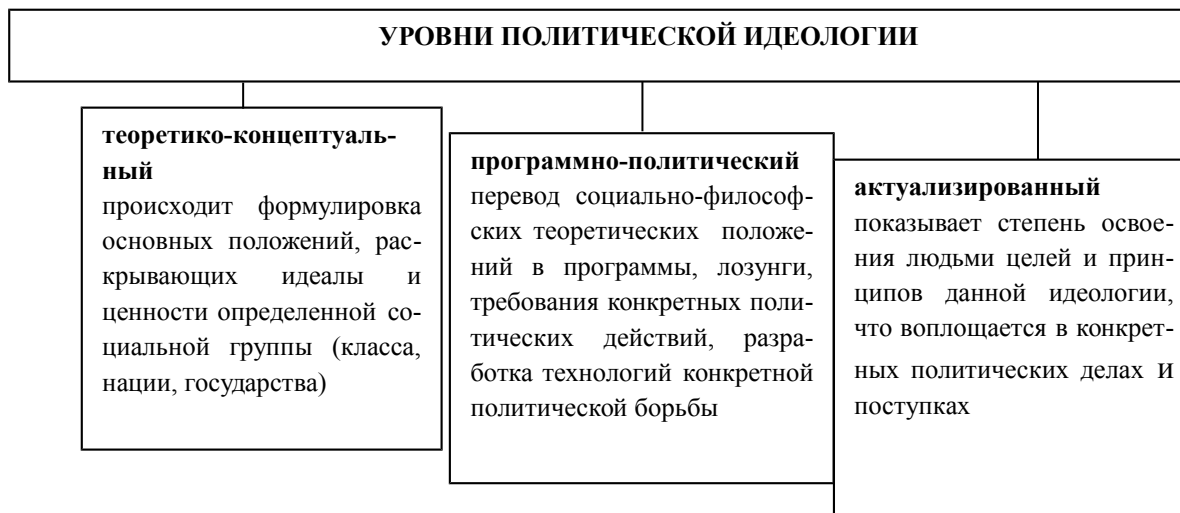 УРОВНИ ПОЛИТИЧЕСКОЙ ИДЕОЛОГИИ
теоретико-концептуаль-
ный
происходит формулировка
основных положений, рас-
крывающих идеалы и
ценности определенной со-
циальной группы (класса,
нации, государства)
программно-политический
перевод социально-философ-
ских теоретических положе-
ний в программы, лозунги,
требования конкретных поли-
тических действий, разра-
ботка технологий конкретной
политической борьбы
актуализированный
показывает степень освое-
ния людьми целей и прин-
ципов данной идеологии,
что воплощается в конкрет-
ных политических делах и
поступках